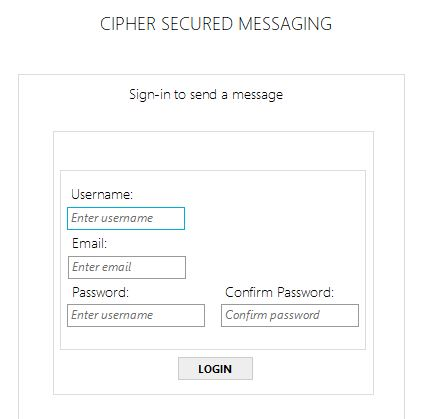 CIPHER SECURED MESSAGING
Sign-in to send a message
Username:
Enter username
Email:
Enter email
Password: Confirm Password:
Enter username Confirm password
LOGIN